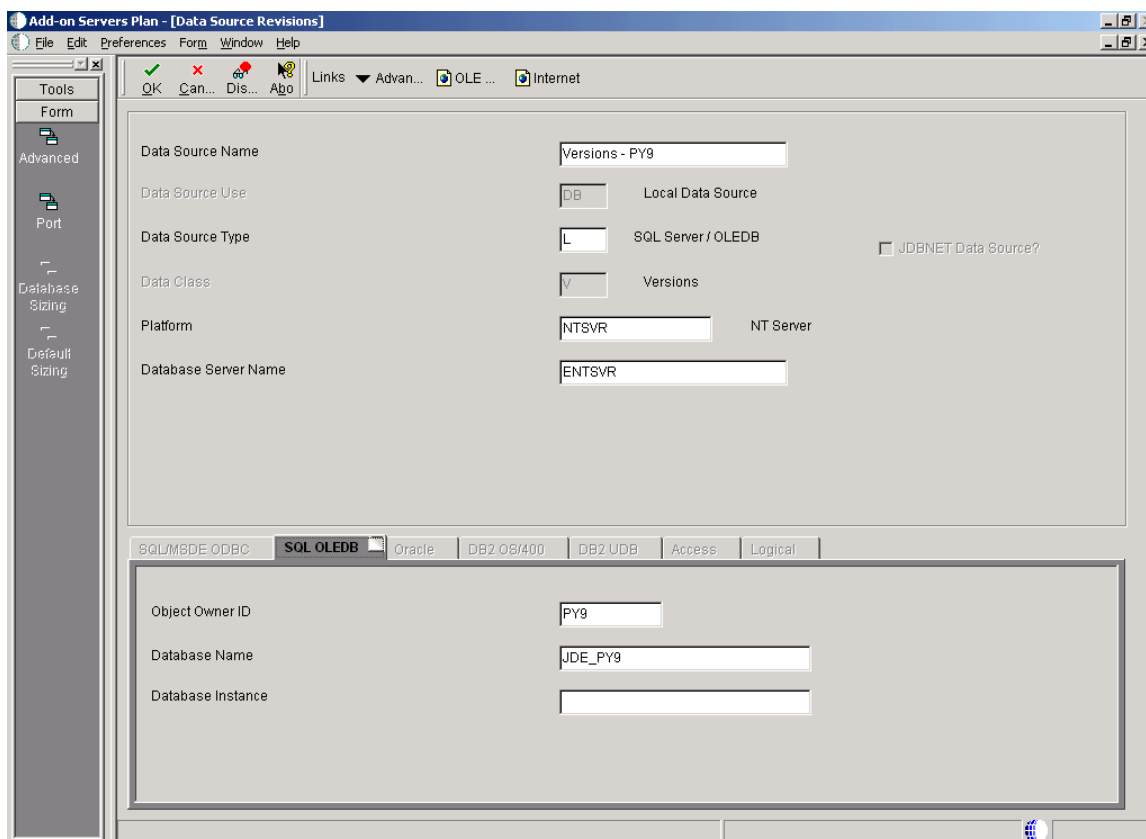 Add-on Servers Plan - [Data Source Revisions]
File Edit Preferences Form Window Help
Tools
Form
Advanced
Port
Database
Sizing
Default
Sizing
OK Can... Dis... Abo Links Advan... OLE ... Internet
Data Source Name Versions - PY9
Data Source Use DB Local Data Source
Data Source Type L SQL Server / OLEDB JDBNET Data Source?
Data Class V Versions
Platform NTSVR NT Server
Database Server Name ENTSVR
SQL/MSDE ODBC SQL OLEDB Oracle DB2 OS/400 DB2 UDB Access Logical
Object Owner ID PY9
Database Name JDE_PY9
Database Instance